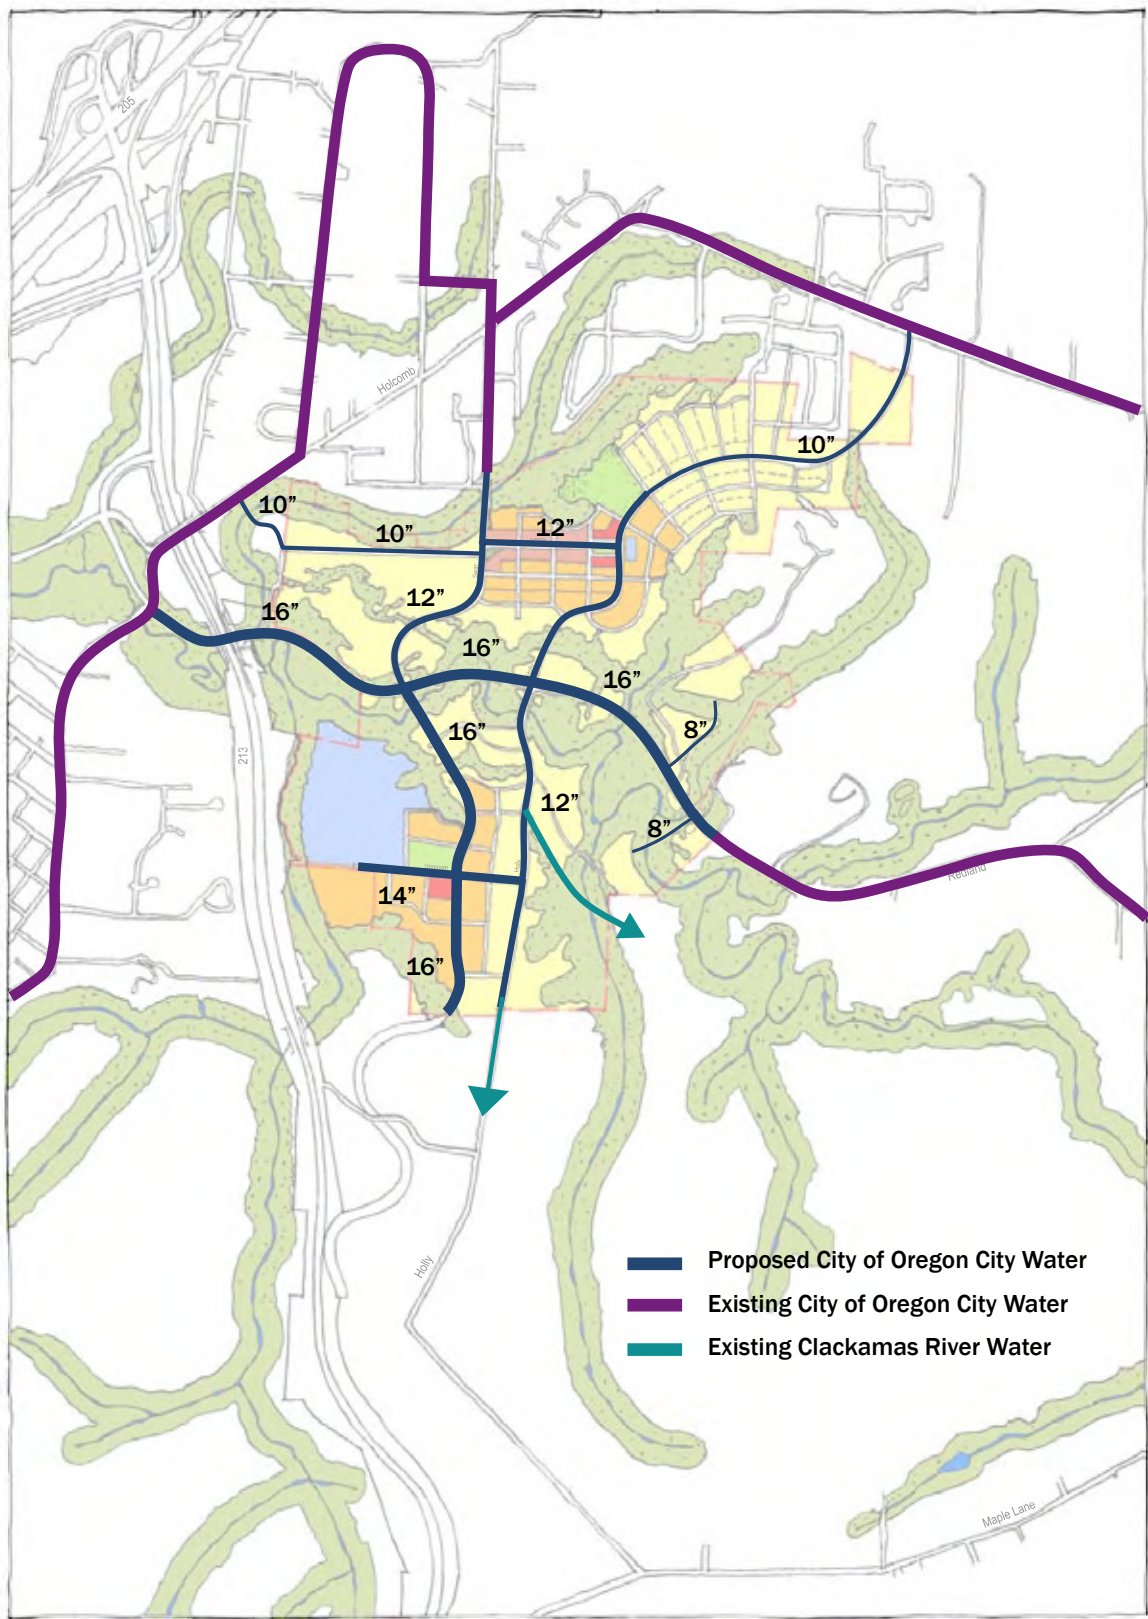 205
Holcomb
10”
10”
10”
12”
12”
16”
16”
16”
16”
8”
213
12”
8”
Redland
14”
16”
Holly
Proposed City of Oregon City Water
Existing City of Oregon City Water
Existing Clackamas River Water
Maple Lane